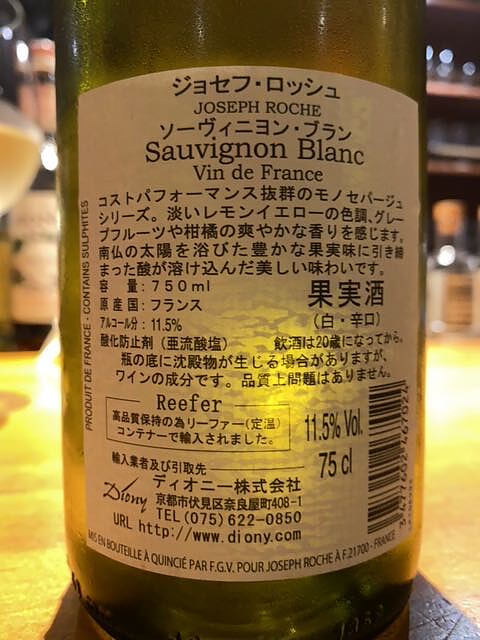 ジョセフ・ロッシュ
JOSEPH ROCHE
ソーヴィニヨン・ブラン
Sauvignon Blanc
Vin de France
コストパフォーマンス抜群のモノセパージュ
シリーズ。淡いレモンイエローの色調、グレー
プフルーツや柑橘の爽やかな香りを感じます。
南仏の太陽を浴びた豊かな果実味に引き締
まった酸が溶け込んだ美しい味わいです。
容 量：７５０ｍｌ
原 産 国：フランス
アルコール分：11.5%
果実酒
（白・辛口）
酸化防止剤（亜流酸塩） 飲酒は20歳になってから。
瓶の底に沈殿物が生じる場合がありますが、
ワインの成分です。品質上問題はありません。
Reefer
高品質保持の為リーファー（定温）
コンテナーで輸入されました。
11.5% Vol.
75 cl
輸入業者及び引取先
Diony
ディオニー株式会社
京都市伏見区奈良屋町408-1
TEL (075) 622-0850
URL http://www.diony.com
MIS EN BOUTEILLE À QUINCIÉ PAR F.G.V. POUR JOSEPH ROCHE À F.21700 - FRANCE
PRODUIT DE FRANCE - CONTAINS SULPHITES